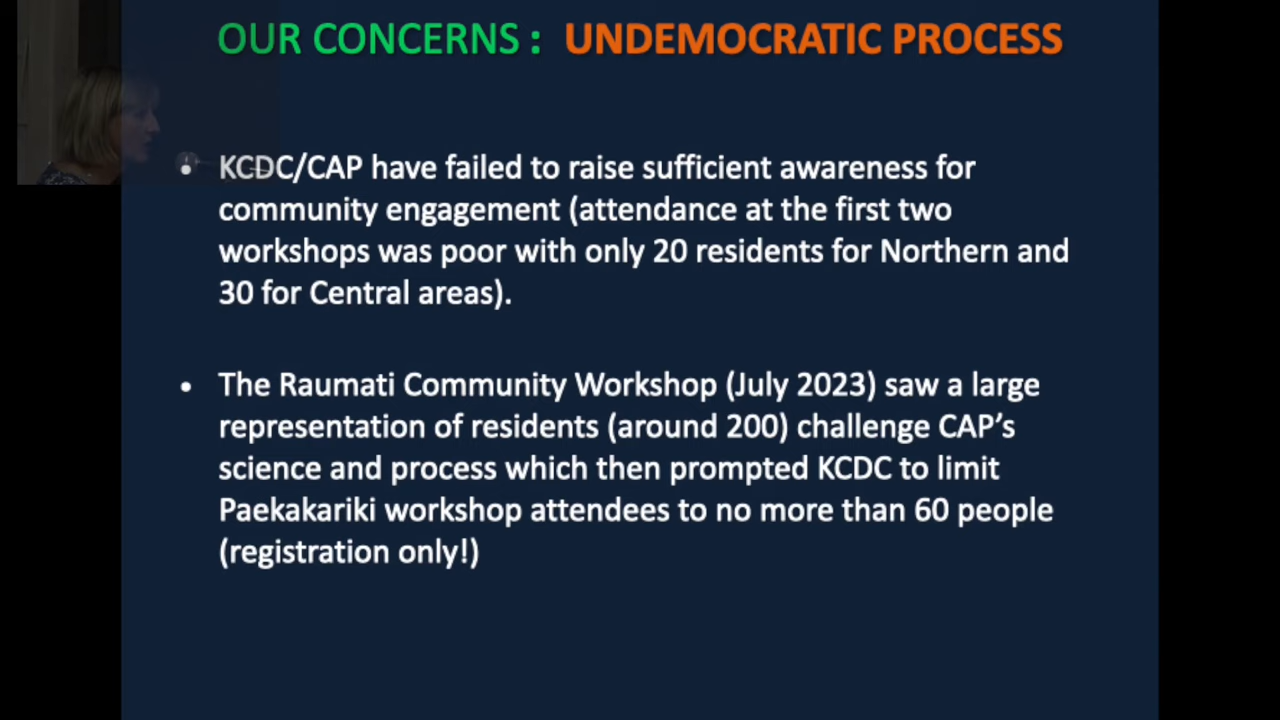 OUR CONCERNS : UNDEMOCRATIC PROCESS
• KCDC/CAP have failed to raise sufficient awareness for
community engagement (attendance at the first two
workshops was poor with only 20 residents for Northern and
30 for Central areas).
• The Raumati Community Workshop (July 2023) saw a large
representation of residents (around 200) challenge CAP's
science and process which then prompted KCDC to limit
Paekakariki workshop attendees to no more than 60 people
(registration only!)